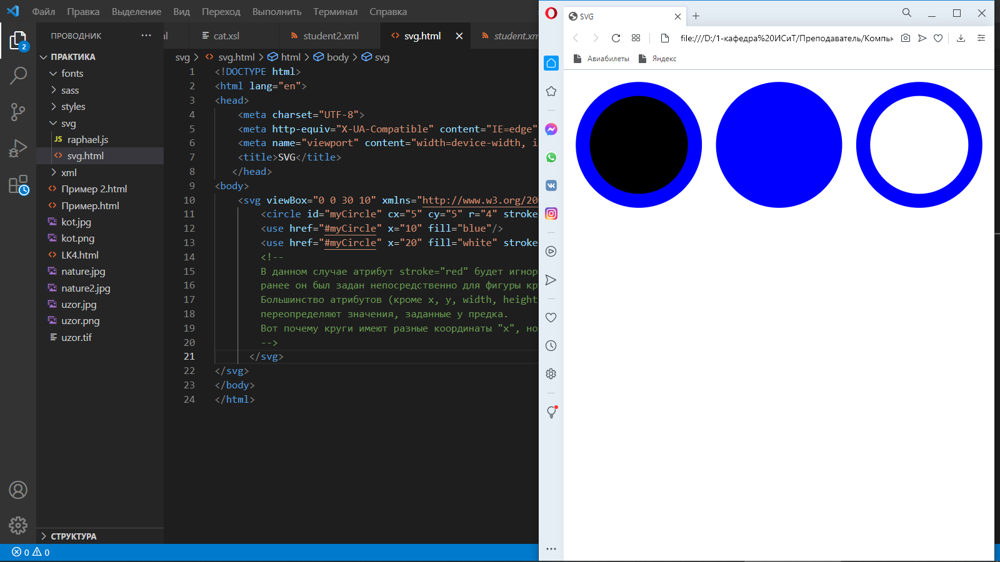 Файл Правка Выделение Вид Переход Выполнить Терминал Справка
ПРОВОДНИК
ПРАКТИКА
fonts
sass
styles
svg
JS raphael.js
svg.html
xml
Пример 2.html
Пример.html
kot.jpg
kot.png
LK4.html
nature.jpg
nature2.jpg
uzor.jpg
uzor.png
uzor.tif
СТРУКТУРА
2
0 0
cat.xsl student2.xml svg.html student.xm
svg > svg.html > html > body > svg
1 <!DOCTYPE html>
2 <html lang="en">
3 <head>
4 <meta charset="UTF-8">
5 <meta http-equiv="X-UA-Compatible" content="IE=edge"
6 <meta name="viewport" content="width=device-width, i
7 <title>SVG</title>
8 </head>
9 <body>
10 <svg viewBox="0 0 30 10" xmlns="http://www.w3.org/20
11 <circle id="myCircle" cx="5" cy="5" r="4" stroke
12 <use href="#myCircle" x="10" fill="blue"/>
13 <use href="#myCircle" x="20" fill="white" stroke
14 <!--
15 В данном случае атрибут stroke="red" будет игнор
16 ранее он был задан непосредственно для фигуры кр
17 Большинство атрибутов (кроме x, y, width, height
18 переопределяют значения, заданные у предка.
19 Вот почему круги имеют разные координаты "x", но
20 -->
21 </svg>
22 </svg>
23 </body>
24 </html>
SVG
file:///D:/1-кафедра%20ИСиТ/Преподаватель/Компьн
Авиабилеты Яндекс